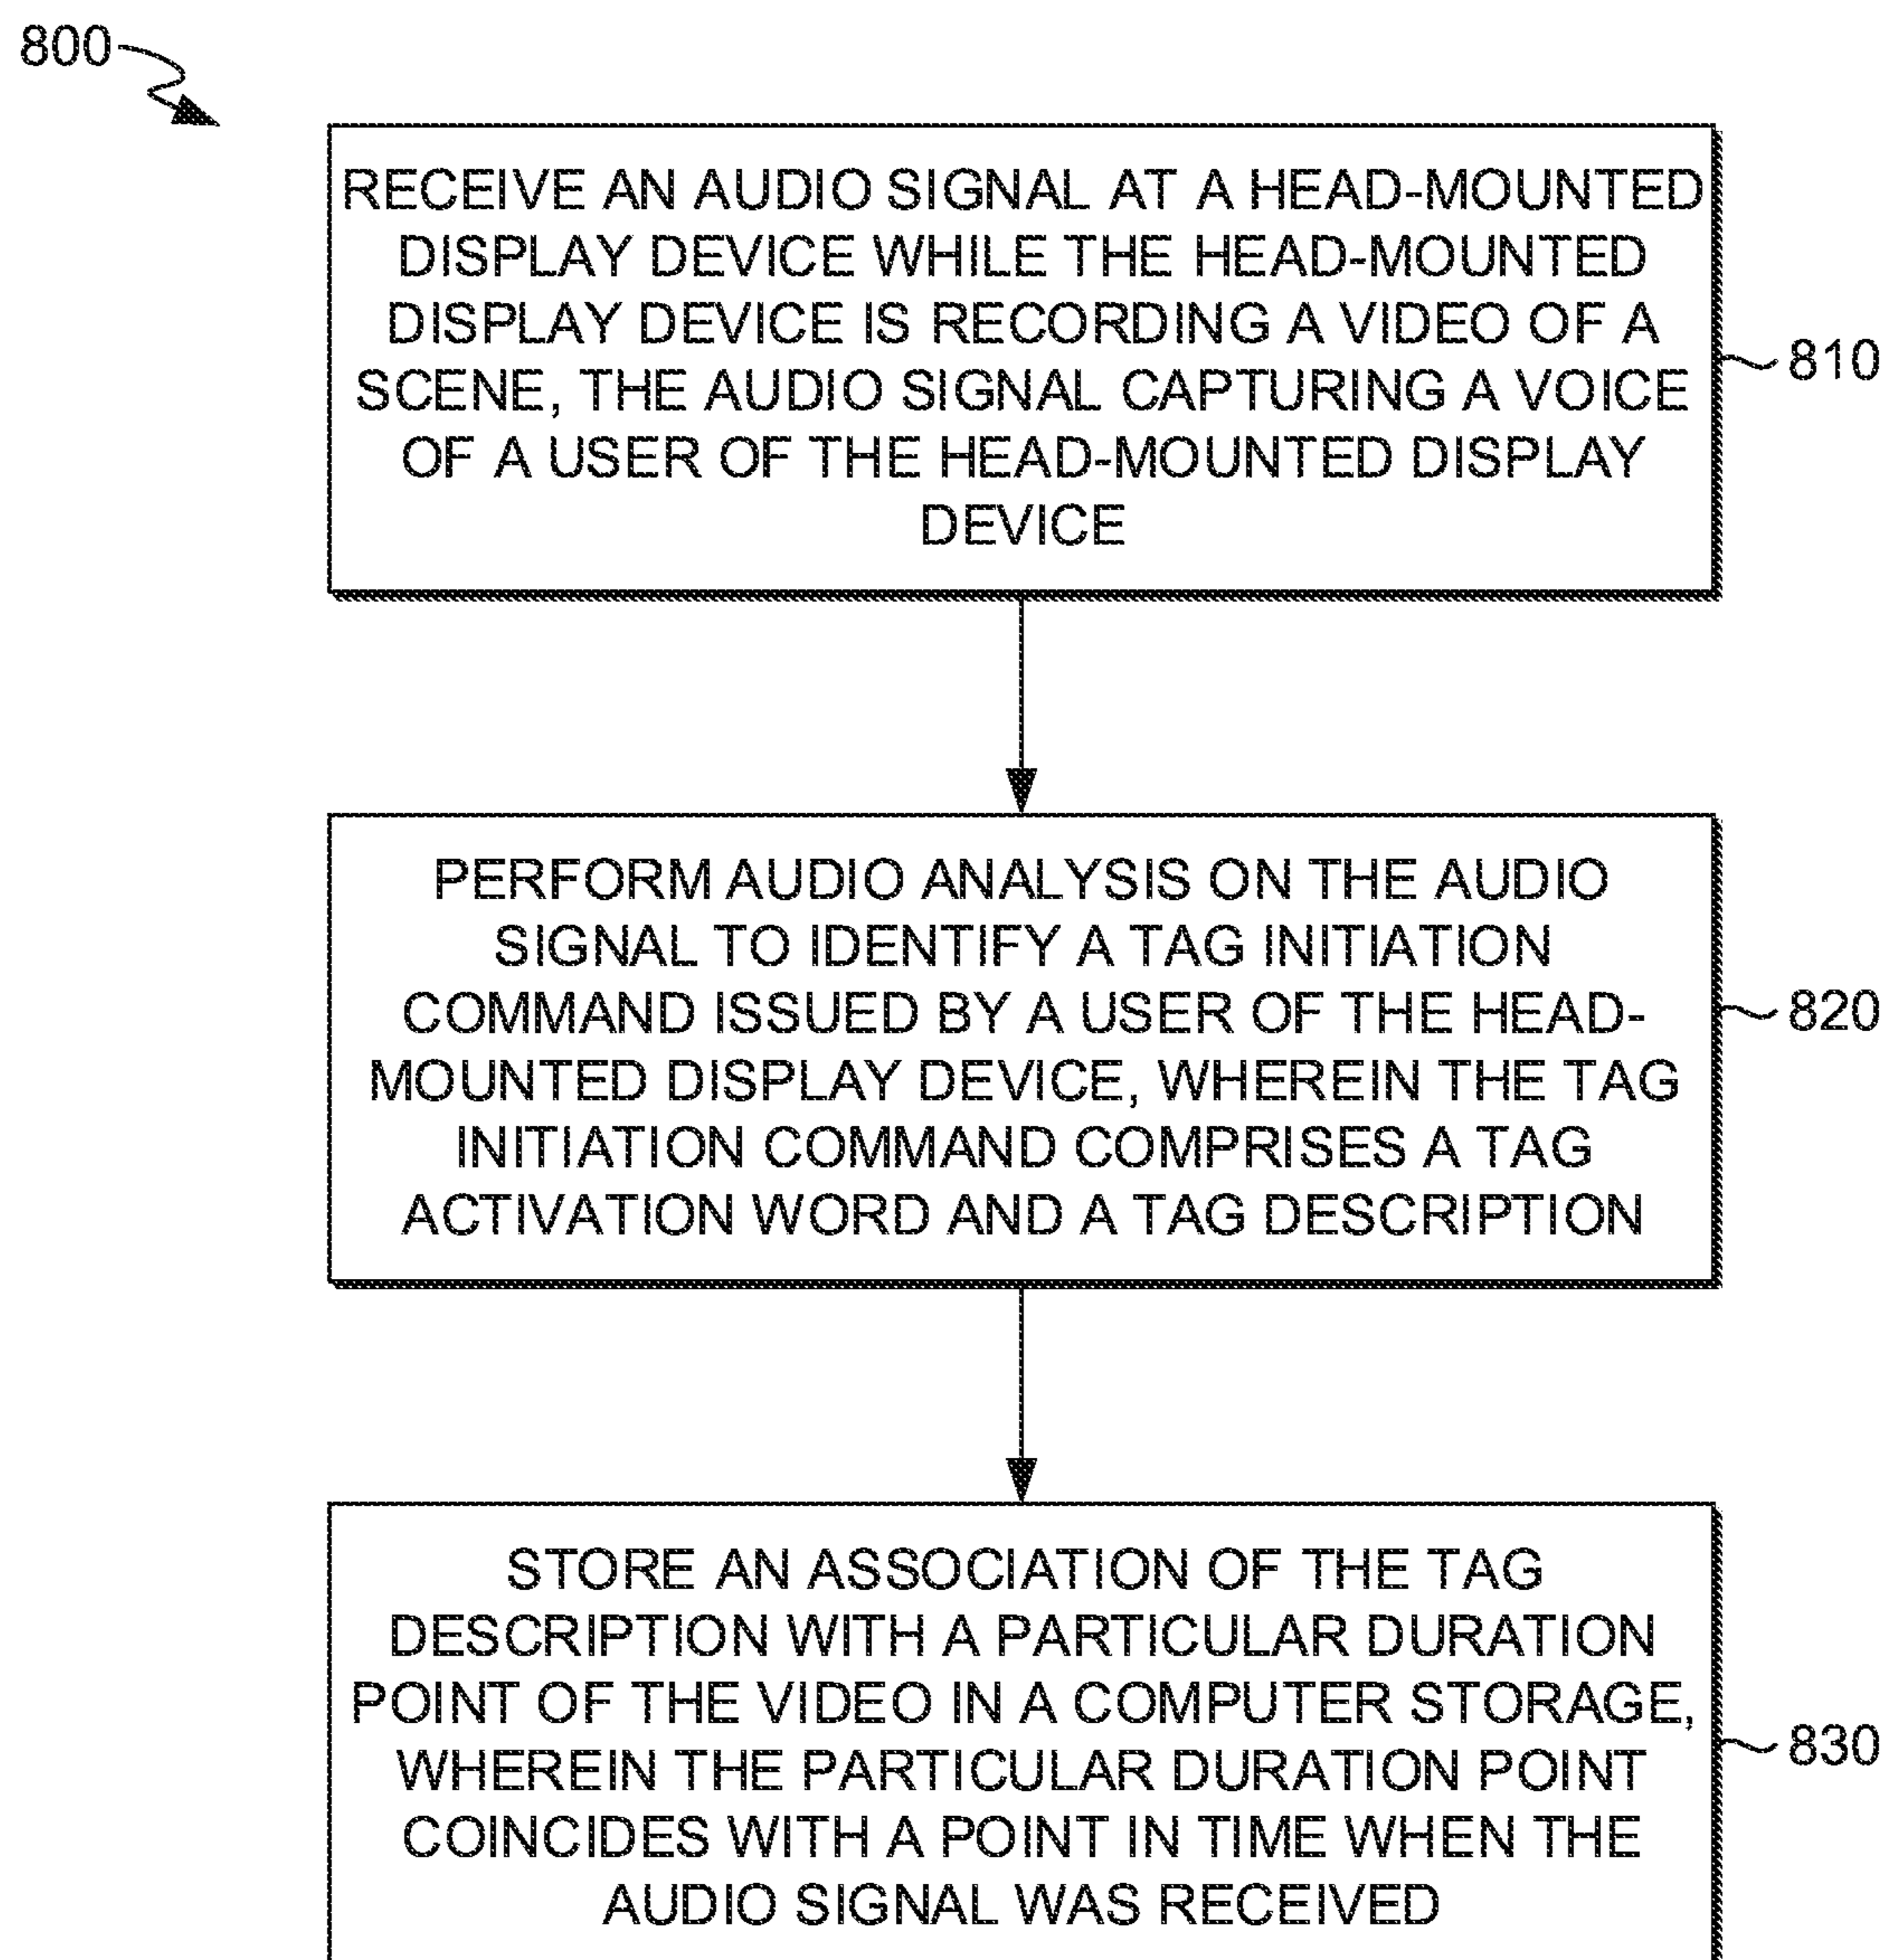 800
RECEIVE AN AUDIO SIGNAL AT A HEAD-MOUNTED
DISPLAY DEVICE WHILE THE HEAD-MOUNTED
DISPLAY DEVICE IS RECORDING A VIDEO OF A
SCENE, THE AUDIO SIGNAL CAPTURING A VOICE
OF A USER OF THE HEAD-MOUNTED DISPLAY
DEVICE
810
PERFORM AUDIO ANALYSIS ON THE AUDIO
SIGNAL TO IDENTIFY A TAG INITIATION
COMMAND ISSUED BY A USER OF THE HEAD-
MOUNTED DISPLAY DEVICE, WHEREIN THE TAG
INITIATION COMMAND COMPRISES A TAG
ACTIVATION WORD AND A TAG DESCRIPTION
820
STORE AN ASSOCIATION OF THE TAG
DESCRIPTION WITH A PARTICULAR DURATION
POINT OF THE VIDEO IN A COMPUTER STORAGE,
WHEREIN THE PARTICULAR DURATION POINT
COINCIDES WITH A POINT IN TIME WHEN THE
AUDIO SIGNAL WAS RECEIVED
830